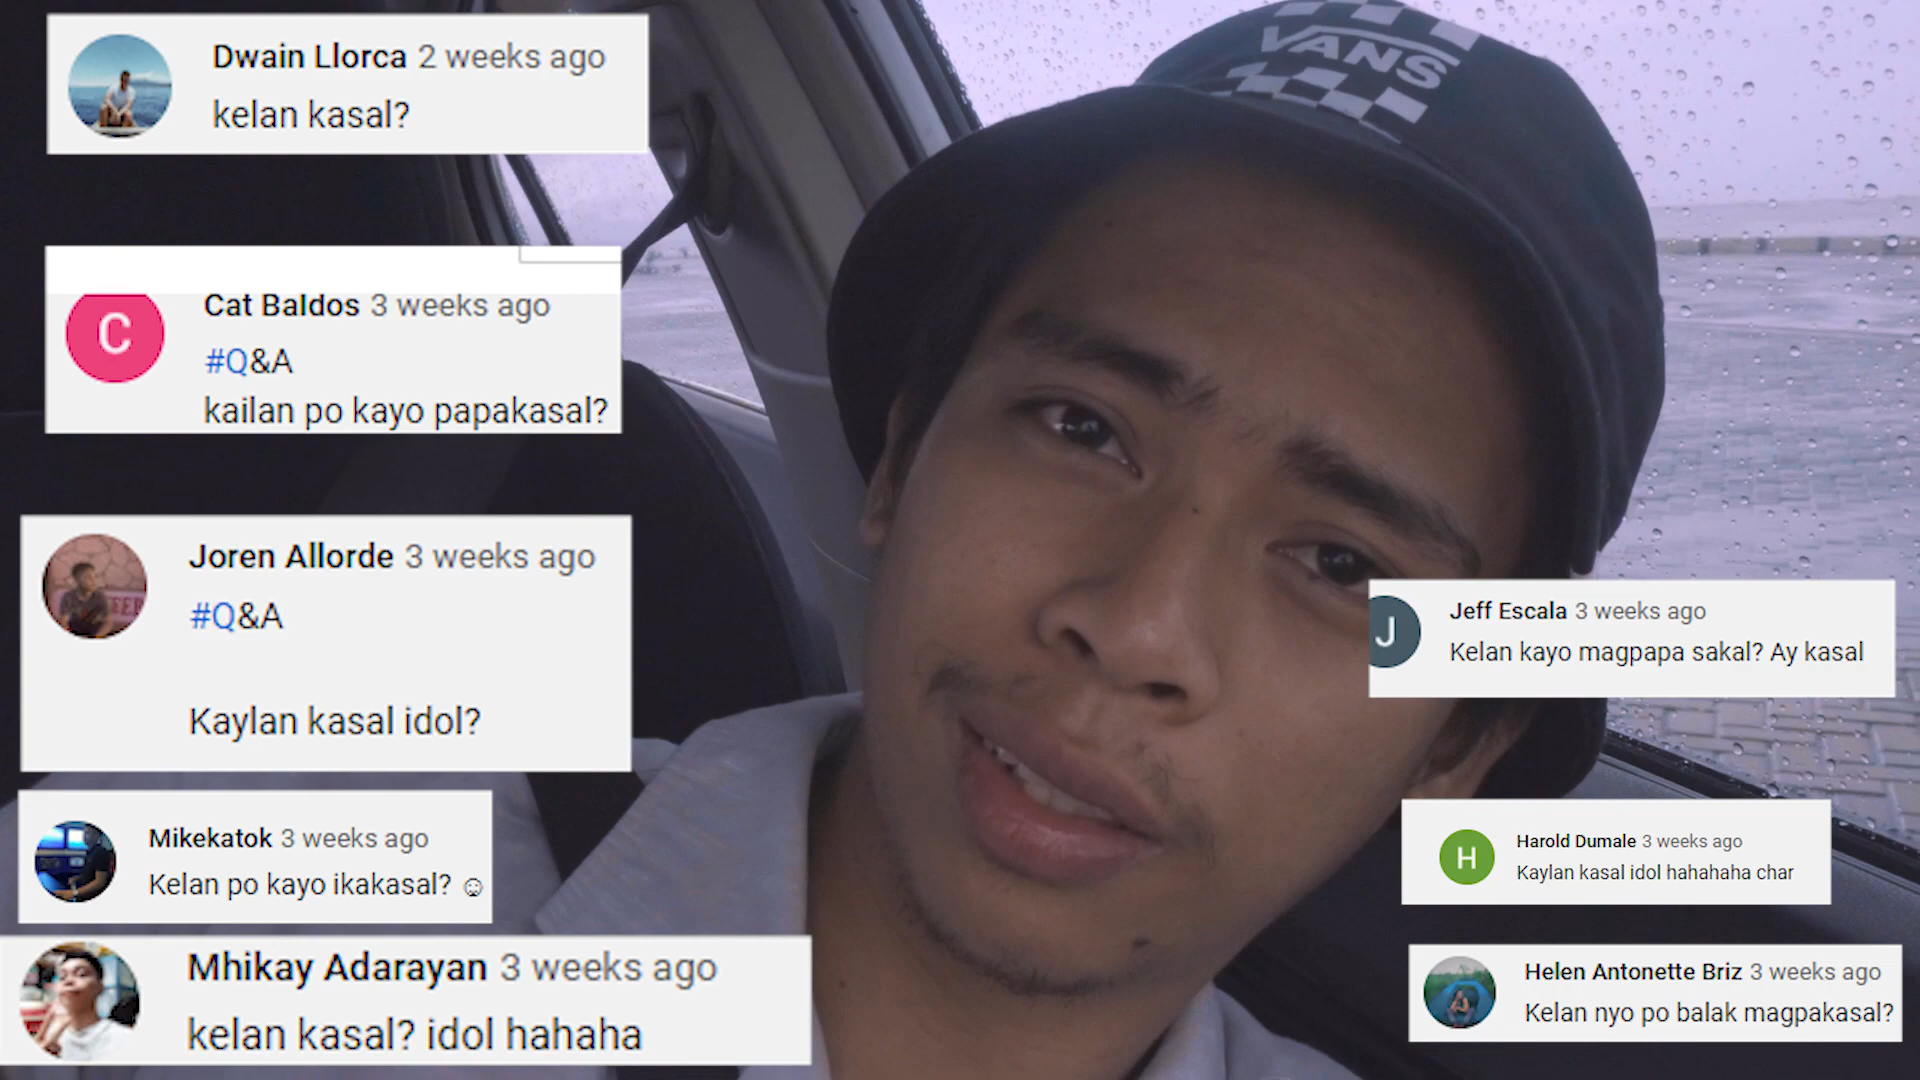 VANS
Dwain Llorca 2 weeks ago
kelan kasal?
C
Cat Baldos 3 weeks ago
#Q&A
kailan po kayo papakasal?
Joren Allorde 3 weeks ago
#Q&A
Kaylan kasal idol?
Mikekatok 3 weeks ago
Kelan po kayo ikakasal? ☺
Mhikay Adarayan 3 weeks ago
kelan kasal? idol hahaha
J
Jeff Escala 3 weeks ago
Kelan kayo magpapa sakal? Ay kasal
H
Harold Dumale 3 weeks ago
Kaylan kasal idol hahahaha char
Helen Antonette Briz 3 weeks ago
Kelan nyo po balak magpakasal?